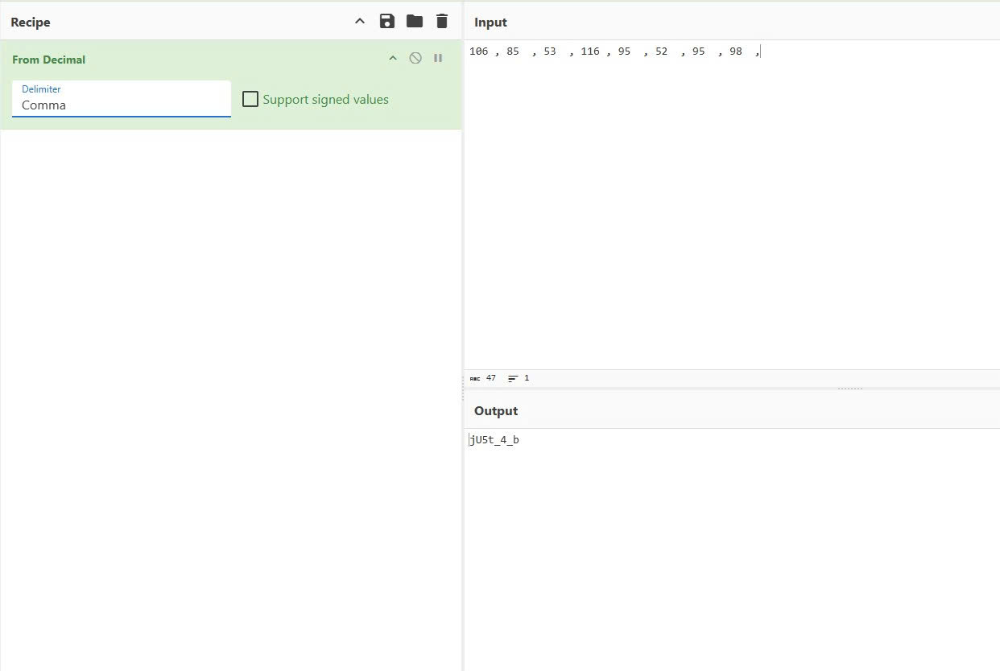 Recipe
From Decimal
Delimiter
Comma
Support signed values
Input
106 , 85  , 53  , 116 , 95  , 52  , 95  , 98  ,
ABC 47 1
Output
jU5t_4_b